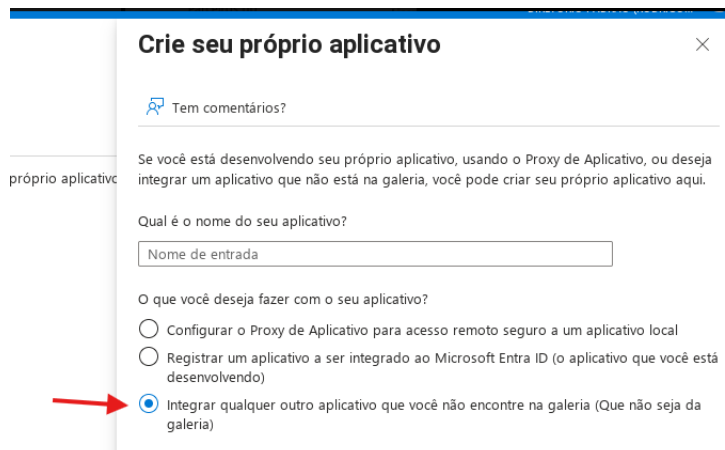 Crie seu próprio aplicativo
Tem comentários?
Se você está desenvolvendo seu próprio aplicativo, usando o Proxy de Aplicativo, ou deseja
próprio aplicativo
integrar um aplicativo que não está na galeria, você pode criar seu próprio aplicativo aqui.
Qual é o nome do seu aplicativo?
Nome de entrada
O que você deseja fazer com o seu aplicativo?
Configurar o Proxy de Aplicativo para acesso remoto seguro a um aplicativo local
Registrar um aplicativo a ser integrado ao Microsoft Entra ID (o aplicativo que você está
desenvolvendo)
Integrar qualquer outro aplicativo que você não encontre na galeria (Que não seja da
galeria)